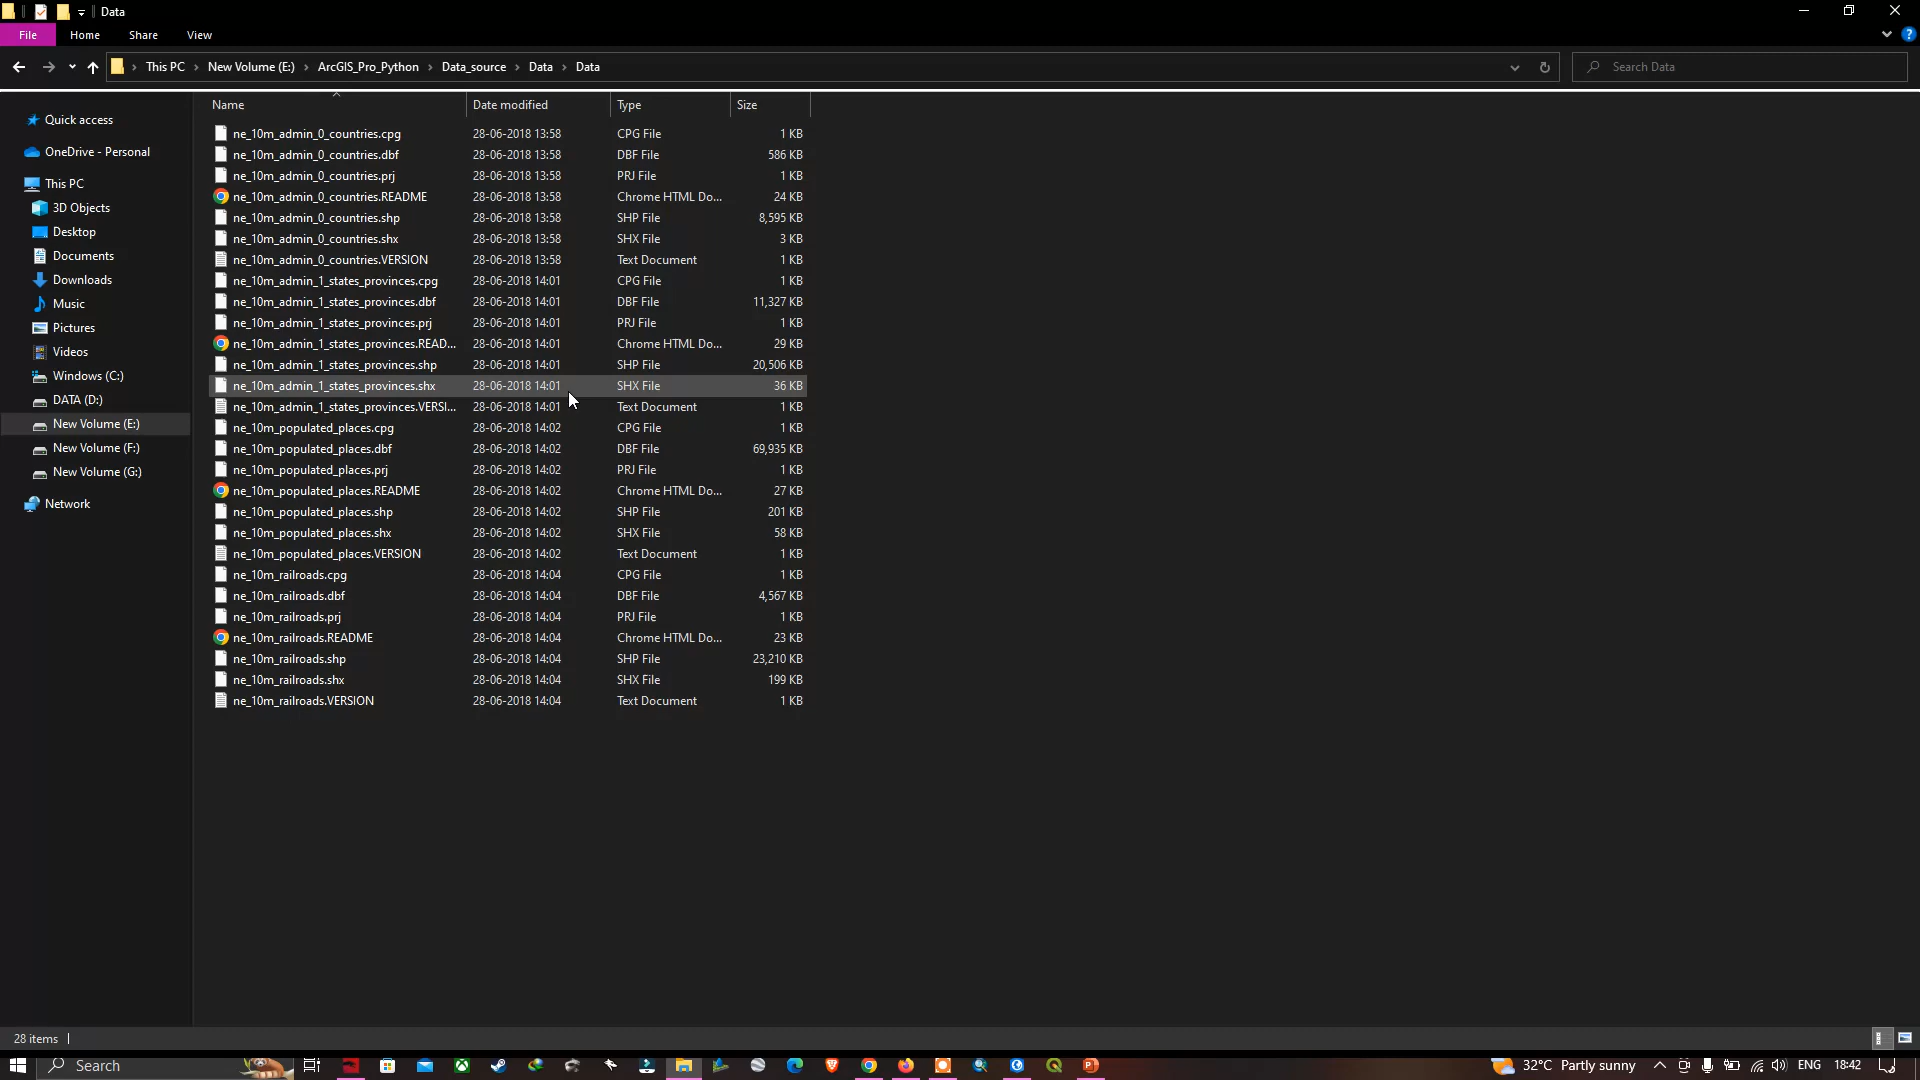 Data
File Home Share View
This PC New Volume (E:) ArcGIS_Pro_Python Data_source Data Data Search Data
Name Date modified Type Size
Quick access
OneDrive - Personal
This PC
3D Objects
Desktop
Documents
Downloads
Music
Pictures
Videos
Windows (C:)
DATA (D:)
New Volume (E:)
New Volume (F:)
New Volume (G:)
Network
ne_10m_admin_0_countries.cpg 28-06-2018 13:58 CPG File 1 KB
ne_10m_admin_0_countries.dbf 28-06-2018 13:58 DBF File 586 KB
ne_10m_admin_0_countries.prj 28-06-2018 13:58 PRJ File 1 KB
ne_10m_admin_0_countries.README 28-06-2018 13:58 Chrome HTML Do... 24 KB
ne_10m_admin_0_countries.shp 28-06-2018 13:58 SHP File 8,595 KB
ne_10m_admin_0_countries.shx 28-06-2018 13:58 SHX File 3 KB
ne_10m_admin_0_countries.VERSION 28-06-2018 13:58 Text Document 1 KB
ne_10m_admin_1_states_provinces.cpg 28-06-2018 14:01 CPG File 1 KB
ne_10m_admin_1_states_provinces.dbf 28-06-2018 14:01 DBF File 11,327 KB
ne_10m_admin_1_states_provinces.prj 28-06-2018 14:01 PRJ File 1 KB
ne_10m_admin_1_states_provinces.READ... 28-06-2018 14:01 Chrome HTML Do... 29 KB
ne_10m_admin_1_states_provinces.shp 28-06-2018 14:01 SHP File 20,506 KB
ne_10m_admin_1_states_provinces.shx 28-06-2018 14:01 SHX File 36 KB
ne_10m_admin_1_states_provinces.VERSI... 28-06-2018 14:01 Text Document 1 KB
ne_10m_populated_places.cpg 28-06-2018 14:02 CPG File 1 KB
ne_10m_populated_places.dbf 28-06-2018 14:02 DBF File 69,935 KB
ne_10m_populated_places.prj 28-06-2018 14:02 PRJ File 1 KB
ne_10m_populated_places.README 28-06-2018 14:02 Chrome HTML Do... 27 KB
ne_10m_populated_places.shp 28-06-2018 14:02 SHP File 201 KB
ne_10m_populated_places.shx 28-06-2018 14:02 SHX File 58 KB
ne_10m_populated_places.VERSION 28-06-2018 14:02 Text Document 1 KB
ne_10m_railroads.cpg 28-06-2018 14:04 CPG File 1 KB
ne_10m_railroads.dbf 28-06-2018 14:04 DBF File 4,567 KB
ne_10m_railroads.prj 28-06-2018 14:04 PRJ File 1 KB
ne_10m_railroads.README 28-06-2018 14:04 Chrome HTML Do... 23 KB
ne_10m_railroads.shp 28-06-2018 14:04 SHP File 23,210 KB
ne_10m_railroads.shx 28-06-2018 14:04 SHX File 199 KB
ne_10m_railroads.VERSION 28-06-2018 14:04 Text Document 1 KB
28 items
Search 32°C Partly sunny ENG 18:42